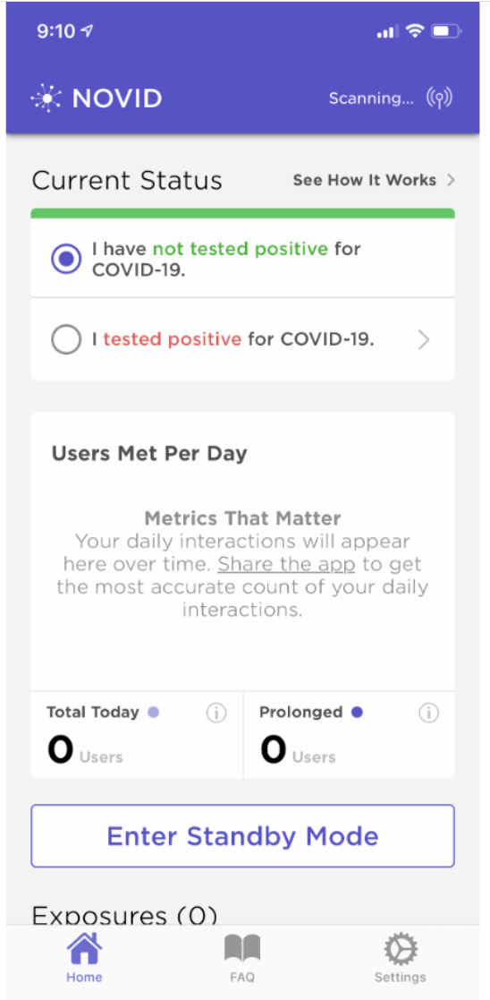 9:10
NOVID
Scanning...
Current Status
See How It Works
I have not tested positive for
COVID-19.
I tested positive for COVID-19.
Users Met Per Day
Metrics That Matter
Your daily interactions will appear
here over time. Share the app to get
the most accurate count of your daily
interactions.
Total Today
0 Users
Prolonged
0 Users
Enter Standby Mode
Exposures (0)
Home
FAQ
Settings